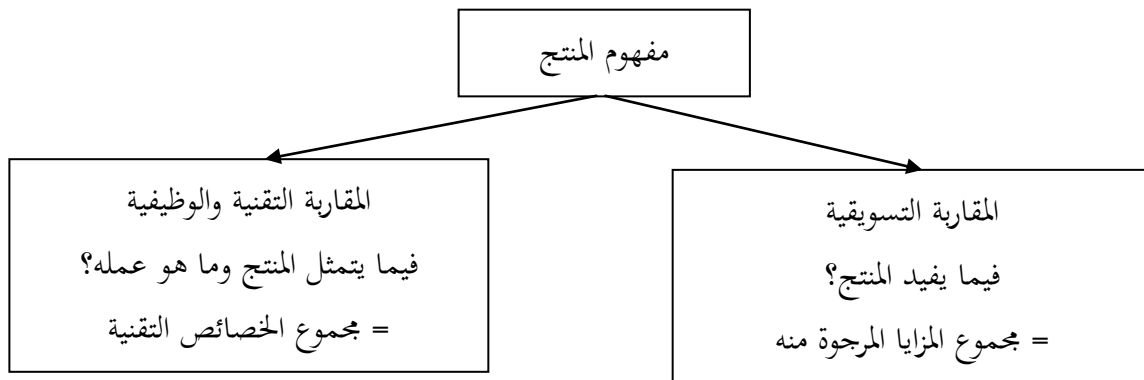 مفهوم المنتج
المقاربة التسويقية
فيما يفيد المنتج؟
= مجموع المزايا المرجوة منه
المقاربة التقنية والوظيفية
فيما يتمثل المنتج وما هو عمله؟
= مجموع الخصائص التقنية